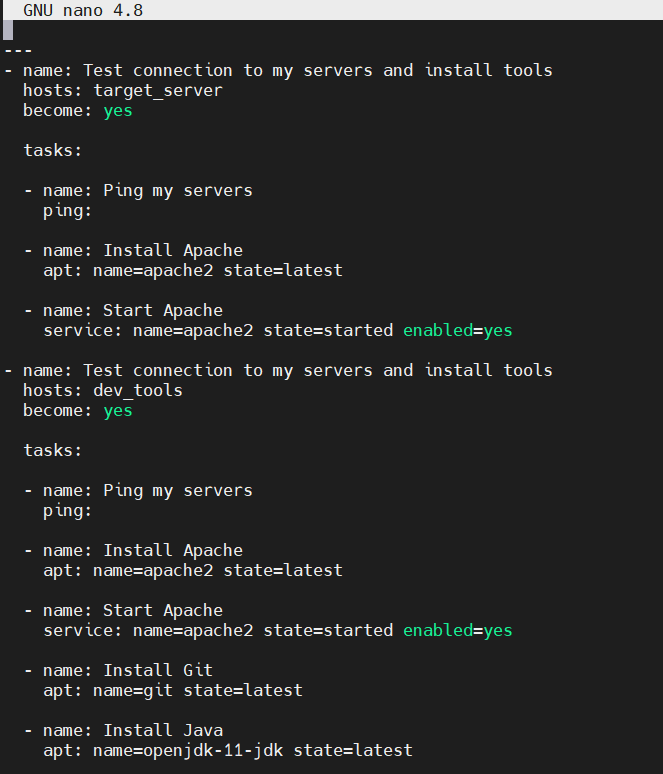 GNU nano 4.8
---
- name: Test connection to my servers and install tools
  hosts: target_server
  become: yes

  tasks:

  - name: Ping my servers
    ping:

  - name: Install Apache
    apt: name=apache2 state=latest

  - name: Start Apache
    service: name=apache2 state=started enabled=yes

- name: Test connection to my servers and install tools
  hosts: dev_tools
  become: yes

  tasks:

  - name: Ping my servers
    ping:

  - name: Install Apache
    apt: name=apache2 state=latest

  - name: Start Apache
    service: name=apache2 state=started enabled=yes

  - name: Install Git
    apt: name=git state=latest

  - name: Install Java
    apt: name=openjdk-11-jdk state=latest